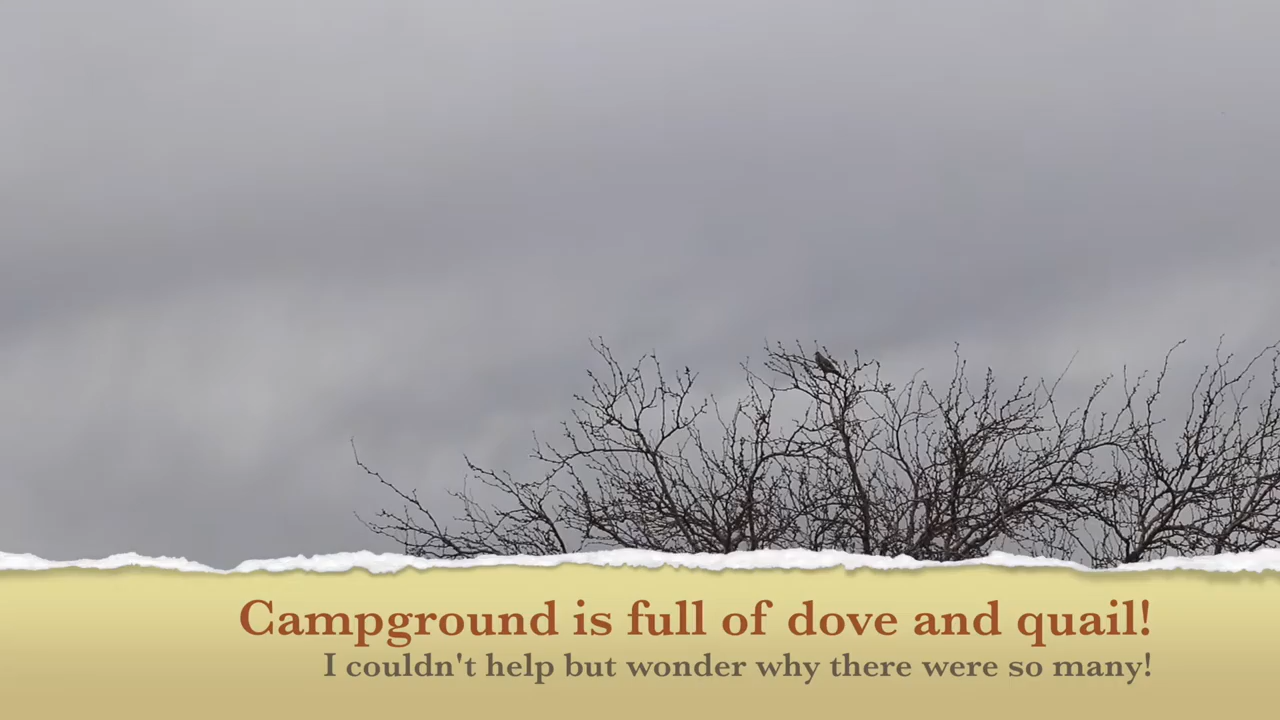 Campground is full of dove and quail!
I couldn't help but wonder why there were so many!